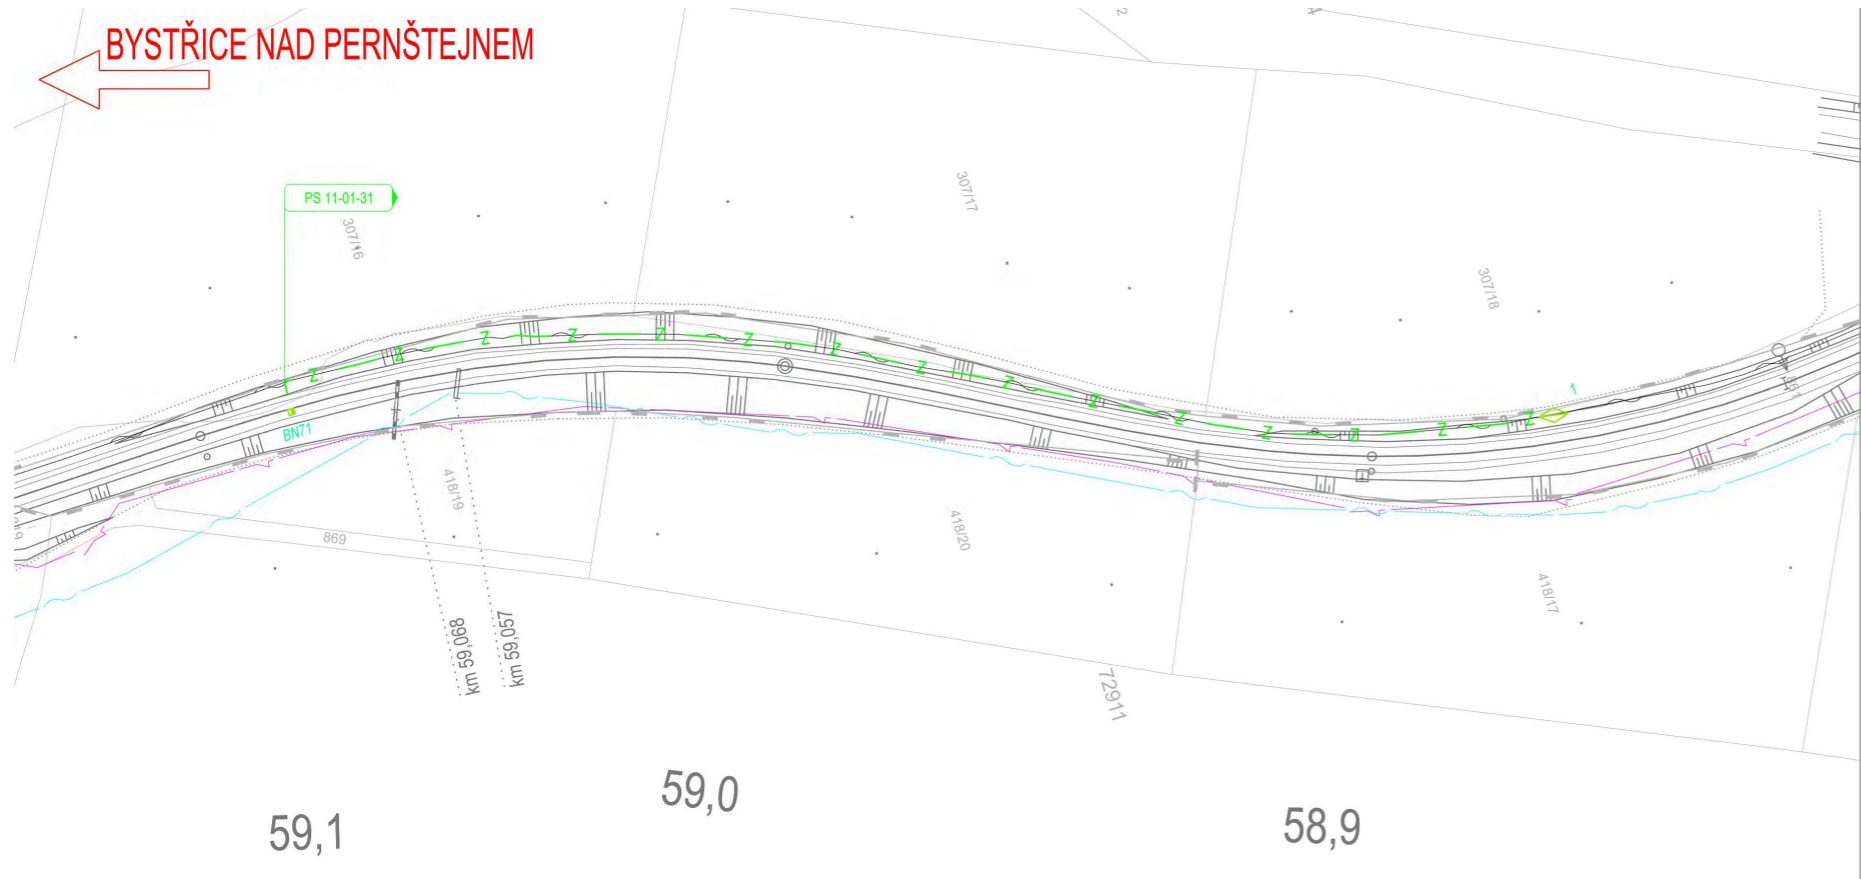 BYSTŘICE NAD PERNŠTEJNEM
PS 11-01-31
307/16
307/17
307/18
1
BN71
418/19
418/20
418/17
869
km 59,068
km 59,057
72911
59,1
59,0
58,9
Z Z Z Z Z Z Z Z Z Z Z Z Z Z Z